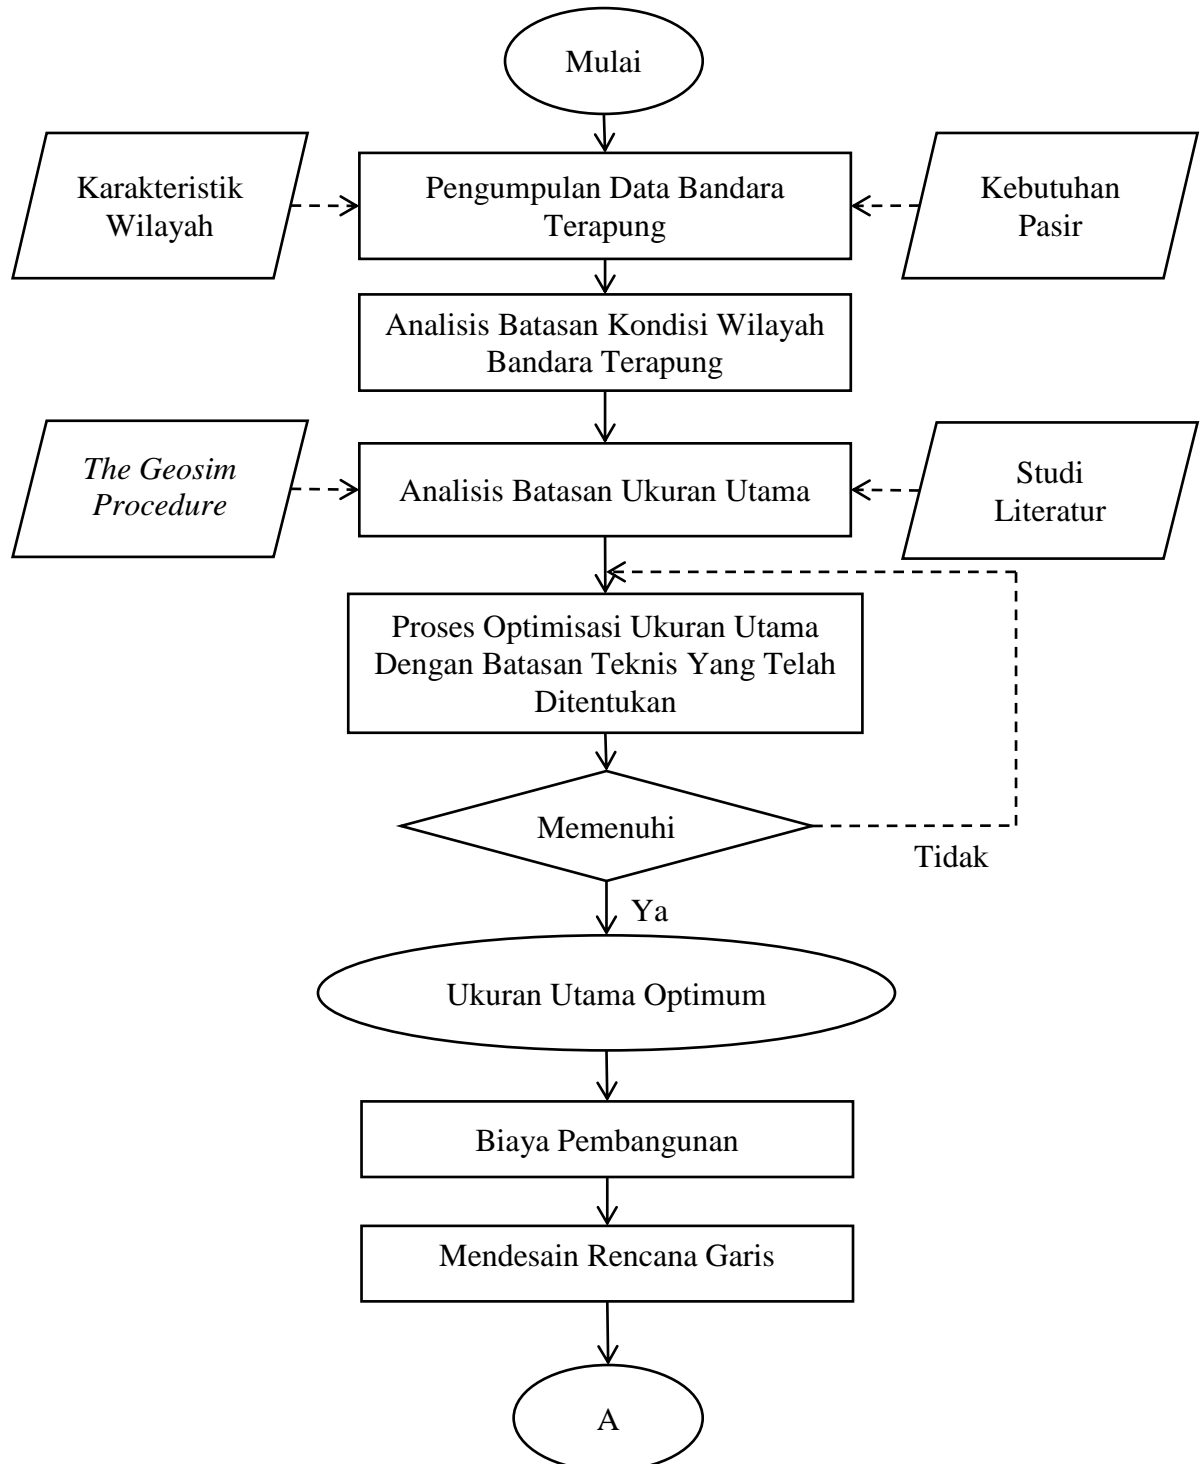 Mulai
Karakteristik
Wilayah
Pengumpulan Data Bandara
Terapung
Kebutuhan
Pasir
Analisis Batasan Kondisi Wilayah
Bandara Terapung
The Geosim
Procedure
Analisis Batasan Ukuran Utama
Studi
Literatur
Proses Optimisasi Ukuran Utama
Dengan Batasan Teknis Yang Telah
Ditentukan
Memenuhi
Tidak
Ya
Ukuran Utama Optimum
Biaya Pembangunan
Mendesain Rencana Garis
A